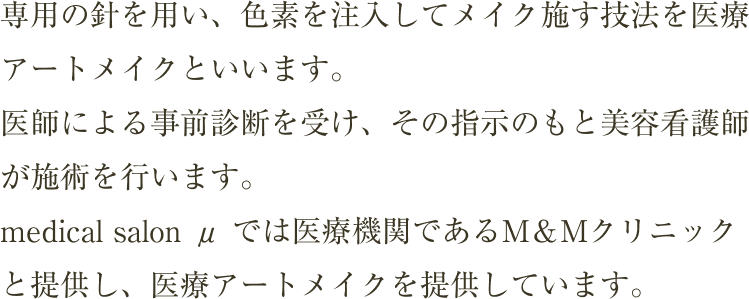 専用の針を用い、色素を注入してメイク施す技法を医療
アートメイクといいます。
医師による事前診断を受け、その指示のもと美容看護師
が施術を行います。
medical salon μ では医療機関であるM＆Mクリニック
と提供し、医療アートメイクを提供しています。